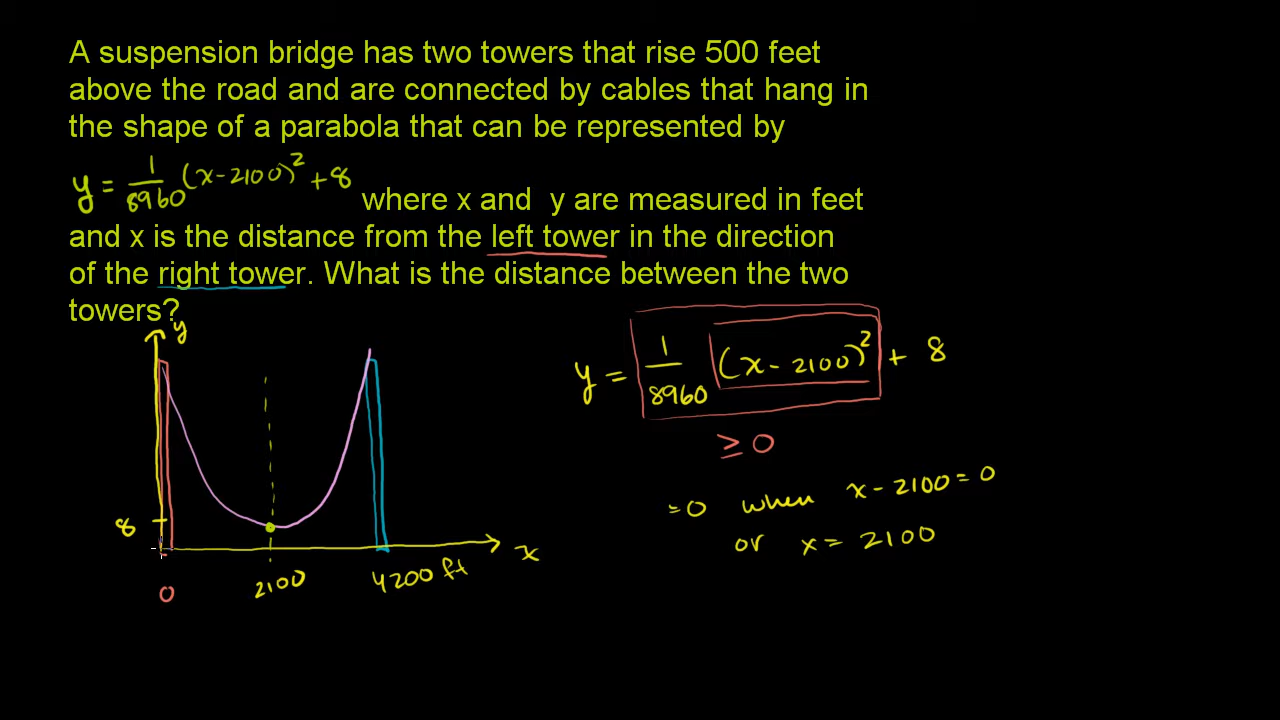 A suspension bridge has two towers that rise 500 feet
above the road and are connected by cables that hang in
the shape of a parabola that can be represented by
y = 1/8960 (x - 2100)² + 8 where x and y are measured in feet
and x is the distance from the left tower in the direction
of the right tower. What is the distance between the two
towers?
y
y = 1/8960 (x - 2100)² + 8
≥ 0
= 0 when x - 2100 = 0
or x = 2100
8
x
0 2100 4200 ft